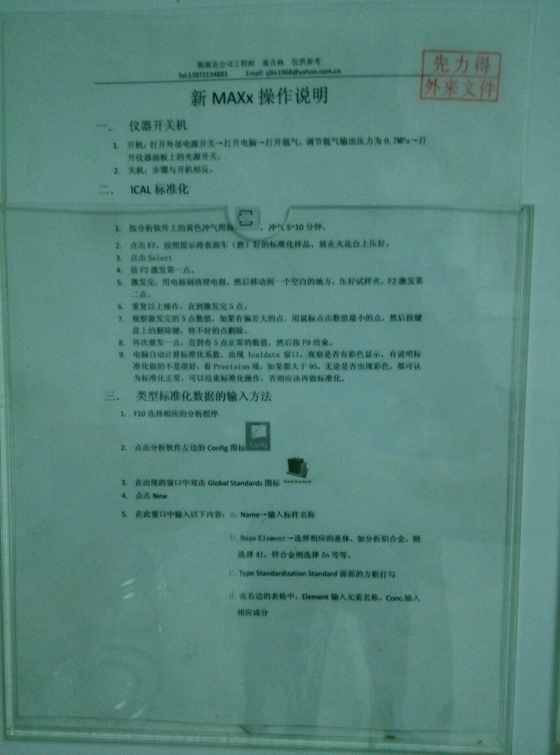 斯派克公司工程师 仅供参考
Tel:13872134883 Email: qjlin1968@yahoo.com.cn
先力得
外来文件
新 MAXx 操作说明
一. 仪器开关机
1. 开机：打开外部电源开关→打开电脑→打开氩气，调节氩气输出压力为 0.7MPa→打
开仪器面板上的光源开关。
2. 关机：步骤与开机相反。
二. ICAL 标准化
1. 按分析软件上的黄色冲气图标 、冲气 5~10 分钟。
2. 点击 F7，按照提示将表面车（磨）好的标准化样品，放在火花台上压好。
3. 点击 Select
4. 按 F2 激发第一点。
5. 激发完，用电极刷清理电极，然后移动到一个空白的地方，压好试样夹，F2 激发第
二点。
6. 重复以上操作，直到激发完 5 点。
7. 观察激发完的 5 点数值，如果有偏差大的点，用鼠标点击数值最小的点，然后按键
盘上的删除键，将不好的点删除。
8. 再次激发一点，直到有 5 点正常的数值，然后按 F9 结束。
9. 电脑自动计算标准化系数，出现 Icaldata 窗口，观察是否有彩色显示，有说明标
准化做的不是很好，看 Precision 项，如果都大于 95，无论是否出现彩色，都可认
为标准化正常，可以结束标准化操作，否则应该再做标准化。
三. 类型标准化数据的输入方法
1. F10 选择相应的分析程序
2. 点击分析软件左边的 Config 图标 Config
3. 在出现的窗口中双击 Global Standards 图标 Global Standards
4. 点击 New
5. 在此窗口中输入以下内容：a. Name→输入标样名称
b. Base Element→选择相应的基体，如分析铝合金，则
选择 Al，锌合金则选择 Zn 等等。
c. Type Standardization Standard 前面的方框打勾
d. 在右边的表格中，Element 输入元素名称，Conc.输入
相应成分